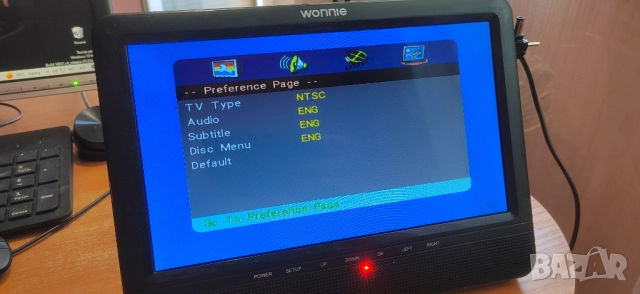 wonnie
-- Preference Page --
TV Type NTSC
Audio ENG
Subtitle ENG
Disc Menu ENG
Default
Go To Preference Page
POWER SETUP UP DOWN OK LEFT RIGHT
BAZAR.bg